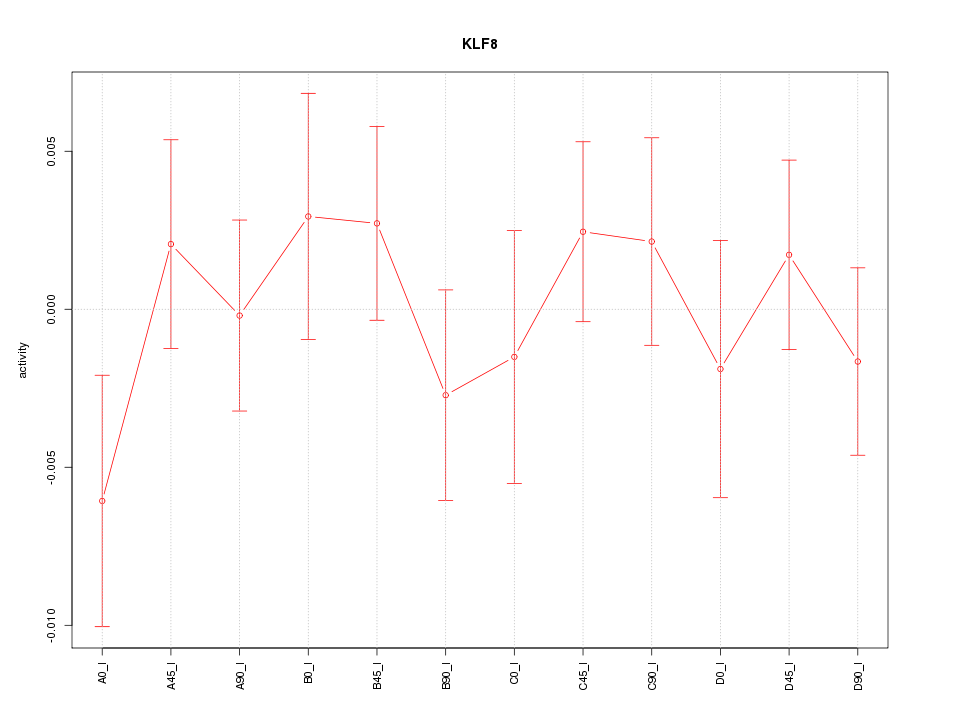 KLF8
activity
0.005
0.000
-0.005
-0.010
A0_I
A45_I
A90_I
B0_I
B45_I
B90_I
C0_I
C45_I
C90_I
D0_I
D45_I
D90_I